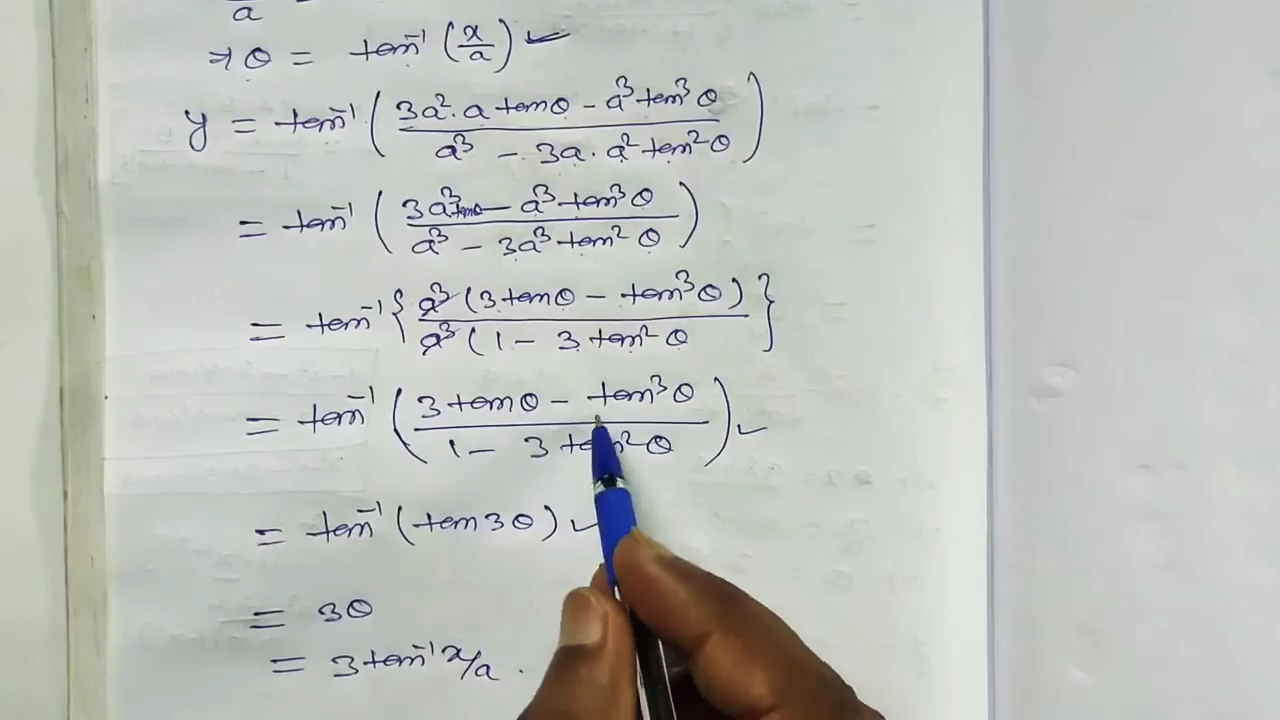 a =
⇒ θ = tan⁻¹ (x/a) ✓
y = tan⁻¹ ( (3a²·a tanθ − a³tan³θ) / (a³ − 3a·a²tan²θ) )
= tan⁻¹ ( (3a³tanθ − a³tan³θ) / (a³ − 3a³tan²θ) )
= tan⁻¹ { a³(3tanθ − tan³θ) / a³(1 − 3tan²θ }
= tan⁻¹ ( (3tanθ − tan³θ) / (1 − 3tan²θ) ) ✓
= tan⁻¹ (tan3θ) ✓
= 3θ
= 3tan⁻¹ x/a .